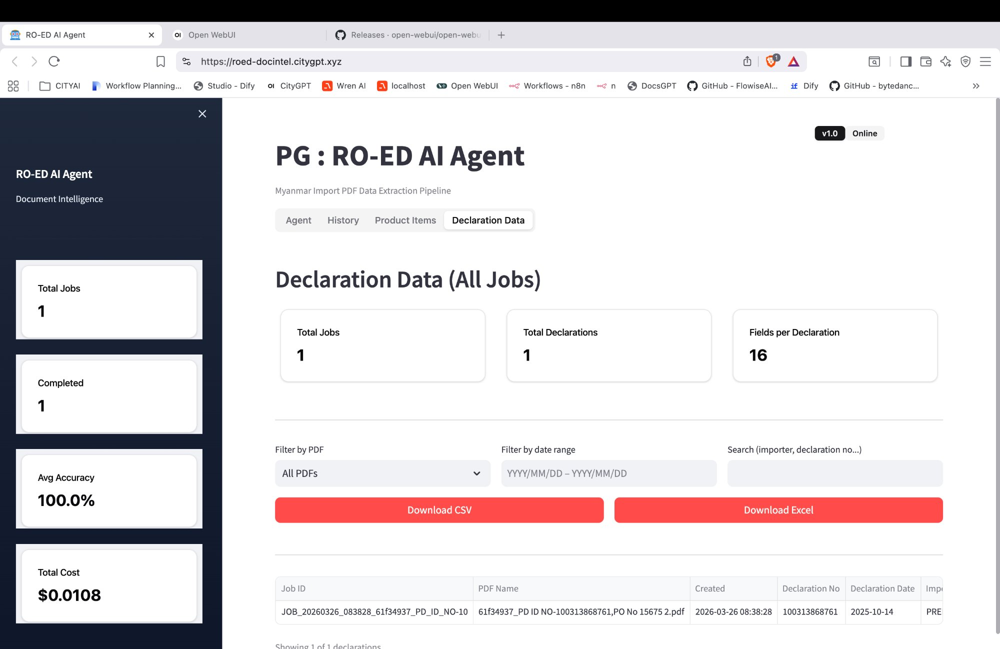 RO-ED AI Agent
Open WebUI
Releases · open-webui/open-webu
https://roed-docintel.citygpt.xyz
1
CITYAI
Workflow Planning...
Studio - Dify
CityGPT
Wren AI
localhost
Open WebUI
Workflows - n8n
n
DocsGPT
GitHub - FlowiseAI...
Dify
GitHub - bytedanc...
RO-ED AI Agent
Document Intelligence
Total Jobs
1
Completed
1
Avg Accuracy
100.0%
Total Cost
$0.0108
v1.0
Online
PG : RO-ED AI Agent
Myanmar Import PDF Data Extraction Pipeline
Agent
History
Product Items
Declaration Data
Declaration Data (All Jobs)
Total Jobs
1
Total Declarations
1
Fields per Declaration
16
Filter by PDF
All PDFs
Filter by date range
YYYY/MM/DD – YYYY/MM/DD
Search (importer, declaration no...)
Download CSV
Download Excel
Job ID PDF Name Created Declaration No Declaration Date Impe
JOB_20260326_083828_61f34937_PD_ID_NO-10 61f34937_PD ID NO-100313868761,PO No 15675 2.pdf 2026-03-26 08:38:28 100313868761 2025-10-14 PRE
Showing 1 of 1 declarations